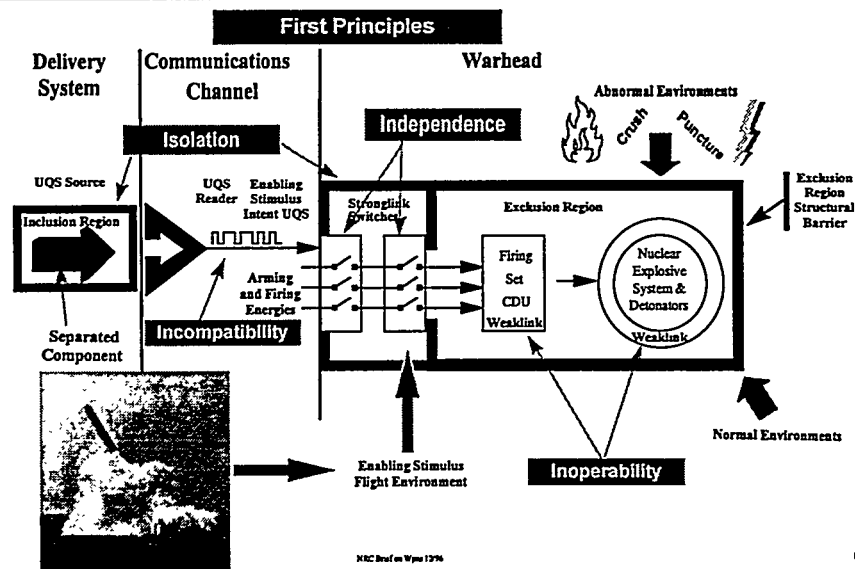 First Principles
Delivery
System
Communications
Channel
Warhead
Abnormal Environments
Crush
Puncture
Isolation
Independence
UQS Source
UQS
Reader
Enabling
Stimulus
Intent UQS
Stronglink
Switches
Exclusion Region
Exclusion
Region
Structural
Barrier
Inclusion Region
Arming
and Firing
Energies
Firing
Set
CDU
Weaklink
Nuclear
Explosive
System &
Detonators
Weaklink
Incompatibility
Separated
Component
Normal Environments
Enabling Stimulus
Flight Environment
Inoperability
NRC Brief on Wpns 12/96